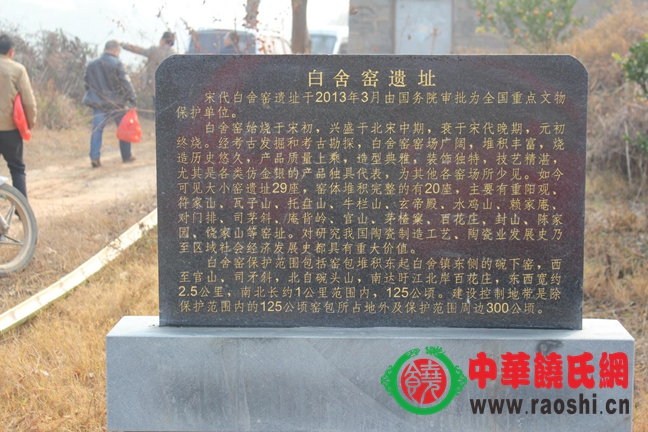 白舍窑遗址
宋代白舍窑遗址于2013年3月由国务院审批为全国重点文物
保护单位。
白舍窑始烧于宋初，兴盛于北宋中期，衰于宋代晚期，元初
终烧。经考古发掘和考古勘探，白舍窑窑场广阔，堆积丰富，烧
造历史悠久，产品质量上乘，造型典雅，装饰独特，技艺精湛，
尤其是各类仿金银的产品独具代表，为其他各窑场所少见。如今
可见大小窑遗址29座，窑体堆积完整的有20座，主要有重阳观、
符家山、瓦子山、托盘山、牛栏山、玄帝殿、水鸡山、赖家庵、
对门排、司茅斜、庵背岭、官山、芽楂窠、百花庄、封山、陈家
园、饶家山等窑址。对研究我国陶瓷制造工艺、陶瓷业发展史乃
至区域社会经济发展史都具有重大价值。
白舍窑保护范围包括窑包堆积东起白舍镇东侧的碗下窑，西
至官山，司矛斜，北自碗头山，南达旴江北岸百花庄，东西宽约
2.5公里，南北长约1公里范围内，125公顷。建设控制地带是除
保护范围内的125公顷窑包所占地外及保护范围周边300公顷。
中華饒氏網
www.raoshi.cn